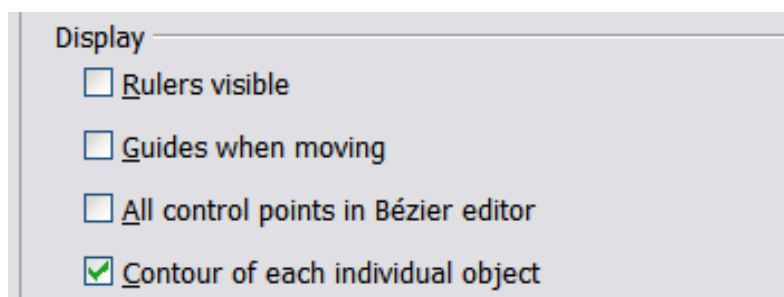 Display
Rulers visible
Guides when moving
All control points in Bézier editor
Contour of each individual object